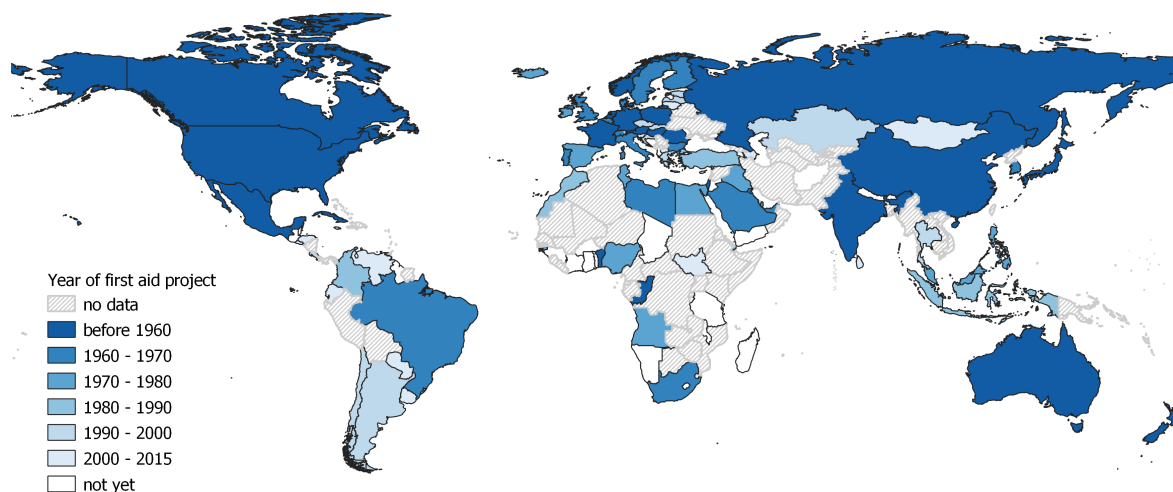 Year of first aid project
no data
before 1960
1960 - 1970
1970 - 1980
1980 - 1990
1990 - 2000
2000 - 2015
not yet